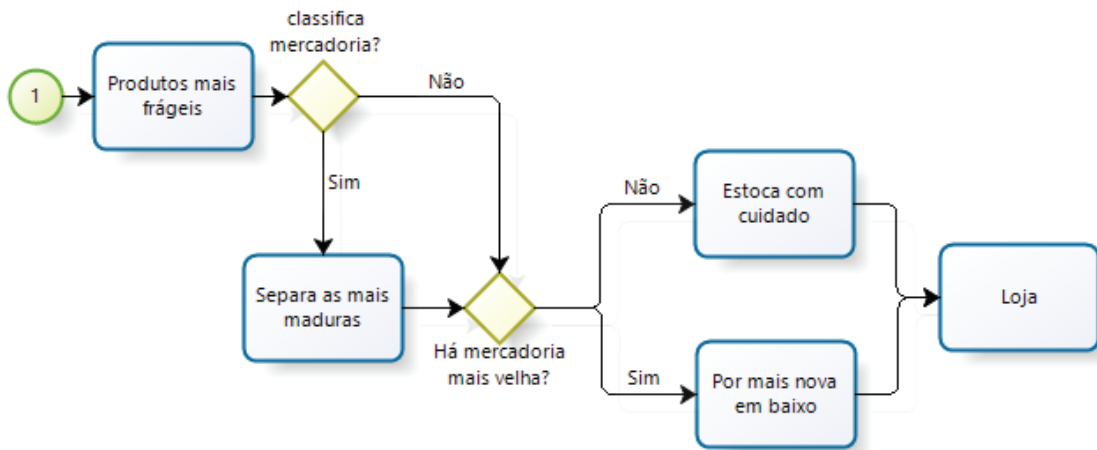 classifica
mercadoria?
1
Produtos mais
frágeis
Não
Sim
Separa as mais
maduras
Há mercadoria
mais velha?
Não
Estoca com
cuidado
Sim
Por mais nova
em baixo
Loja